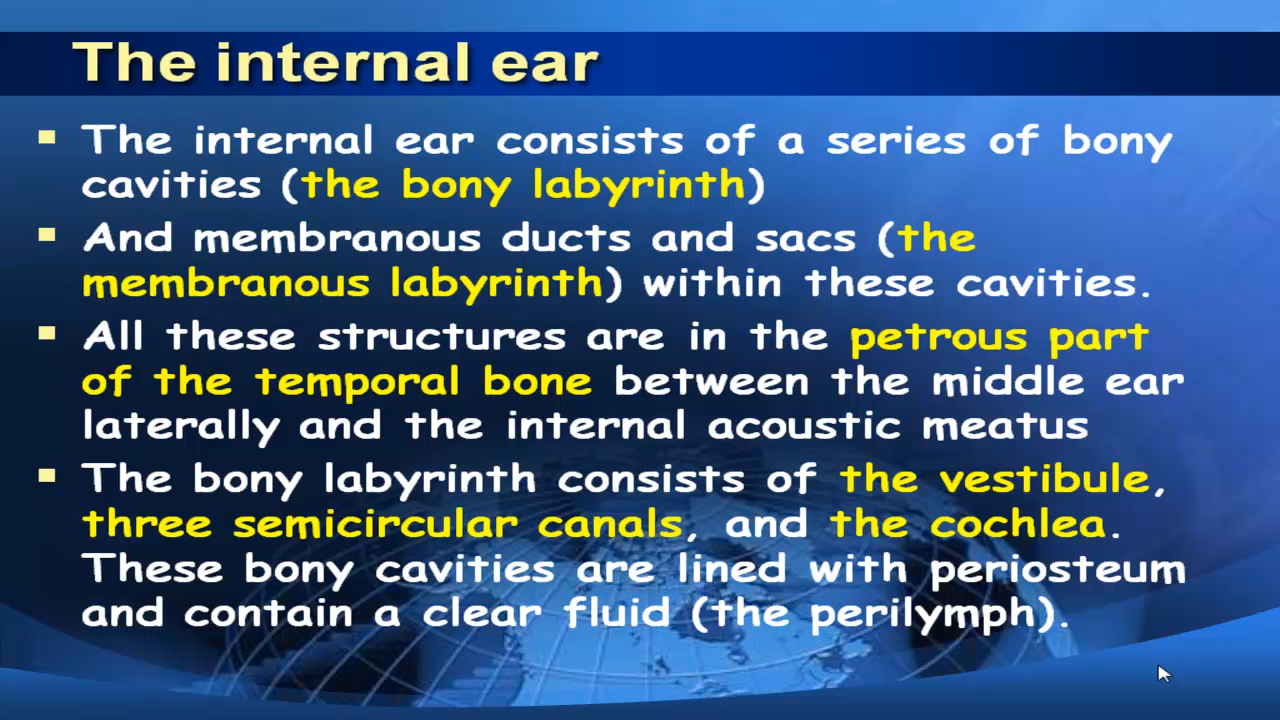 The internal ear
▪ The internal ear consists of a series of bony
cavities (the bony labyrinth)
▪ And membranous ducts and sacs (the
membranous labyrinth) within these cavities.
▪ All these structures are in the petrous part
of the temporal bone between the middle ear
laterally and the internal acoustic meatus
▪ The bony labyrinth consists of the vestibule,
three semicircular canals, and the cochlea.
These bony cavities are lined with periosteum
and contain a clear fluid (the perilymph).